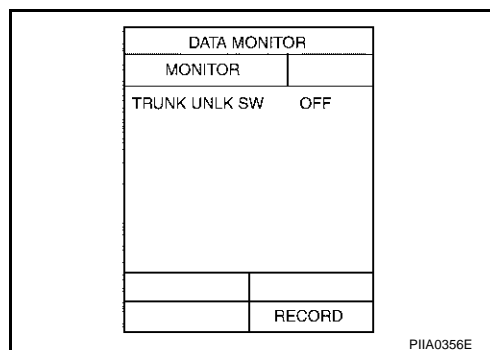 DATA MONITOR
MONITOR
TRUNK UNLK SW OFF
RECORD
PIIA0356E